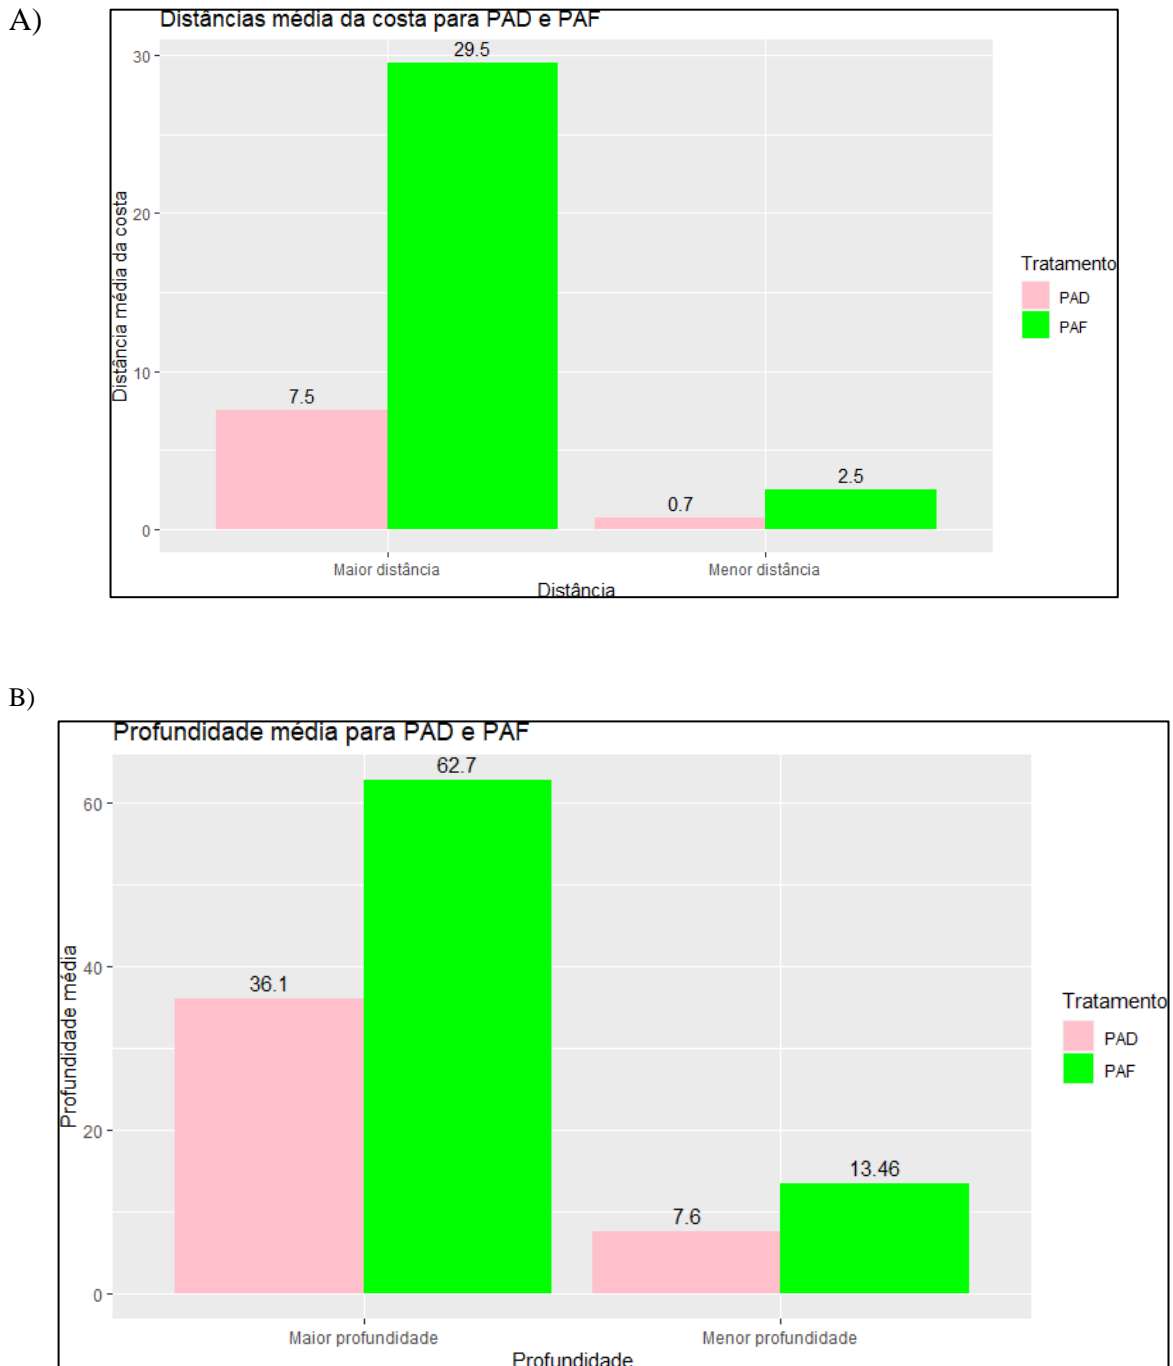 A)
Distâncias média da costa para PAD e PAF
29.5
30
Distância média da costa
20
Tratamento
PAD
PAF
10
7.5
2.5
0.7
0
Maior distância
Menor distância
Distância
B)
Profundidade média para PAD e PAF
62.7
60
Profundidade média
40
36.1
Tratamento
PAD
PAF
20
13.46
7.6
0
Maior profundidade
Menor profundidade
Profundidade